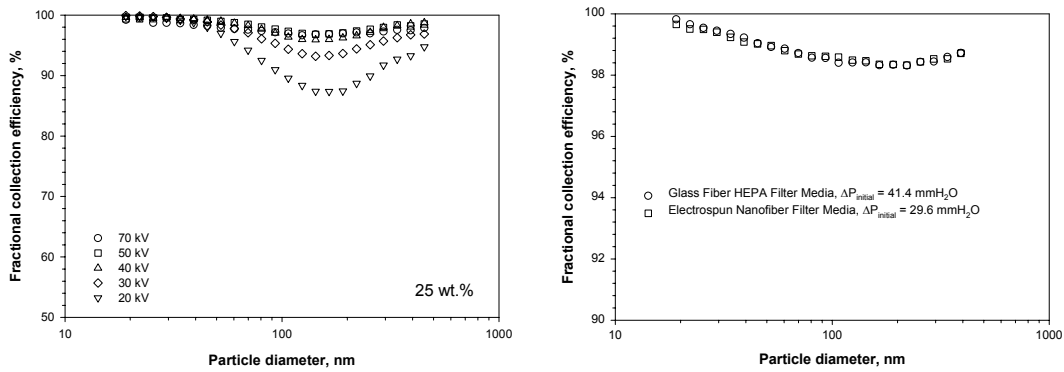 Fractional collection efficiency, %
100
90
80
70
60
50
70 kV
50 kV
40 kV
30 kV
20 kV
25 wt.%
10
100
1000
Particle diameter, nm
Fractional collection efficiency, %
100
98
96
94
92
90
Glass Fiber HEPA Filter Media, ΔPinitial = 41.4 mmH2O
Electrospun Nanofiber Filter Media, ΔPinitial = 29.6 mmH2O
10
100
1000
Particle diameter, nm